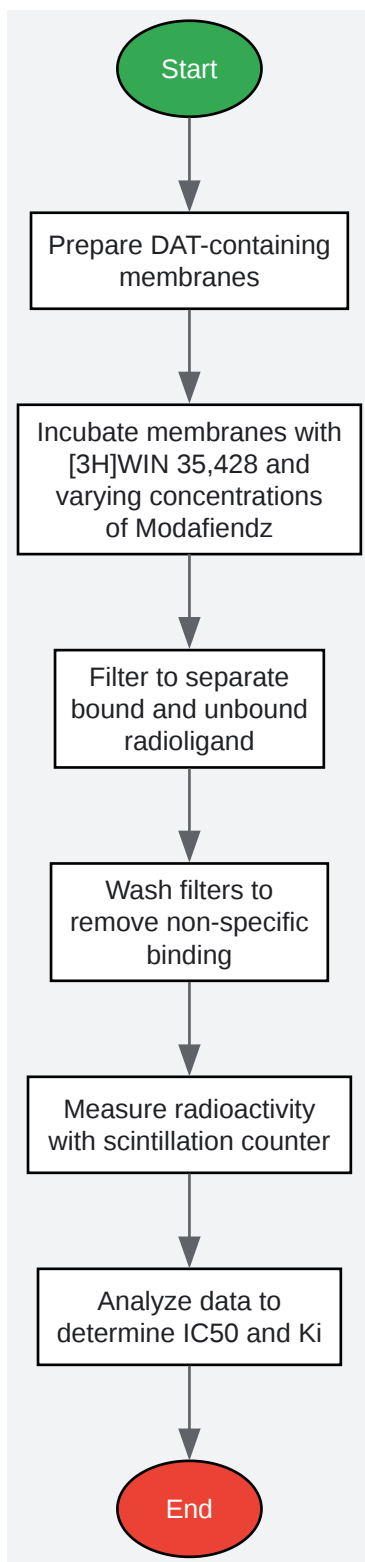 Start
Prepare DAT-containing
membranes
Incubate membranes with
[3H]WIN 35,428 and
varying concentrations
of Modafiendz
Filter to separate
bound and unbound
radioligand
Wash filters to
remove non-specific
binding
Measure radioactivity
with scintillation counter
Analyze data to
determine IC50 and Ki
End